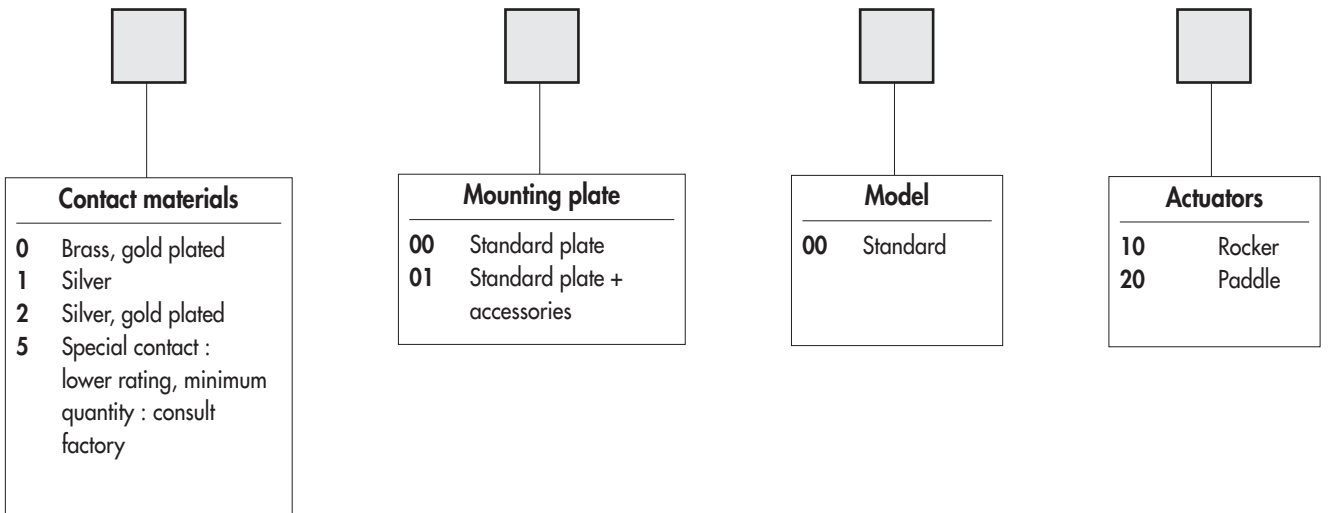 Contact materials
0 Brass, gold plated
1 Silver
2 Silver, gold plated
5 Special contact :
lower rating, minimum
quantity : consult
factory
Mounting plate
00 Standard plate
01 Standard plate +
accessories
Model
00 Standard
Actuators
10 Rocker
20 Paddle